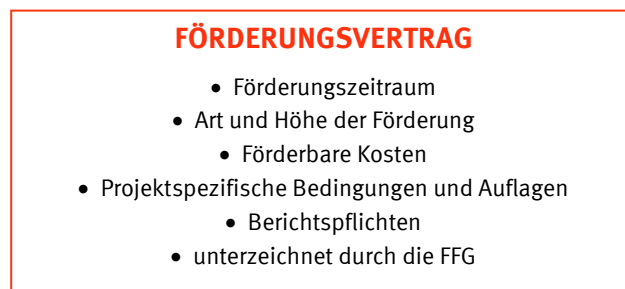 FÖRDERUNGSVERTRAG
• Förderungszeitraum
• Art und Höhe der Förderung
• Förderbare Kosten
• Projektspezifische Bedingungen und Auflagen
• Berichtspflichten
• unterzeichnet durch die FFG